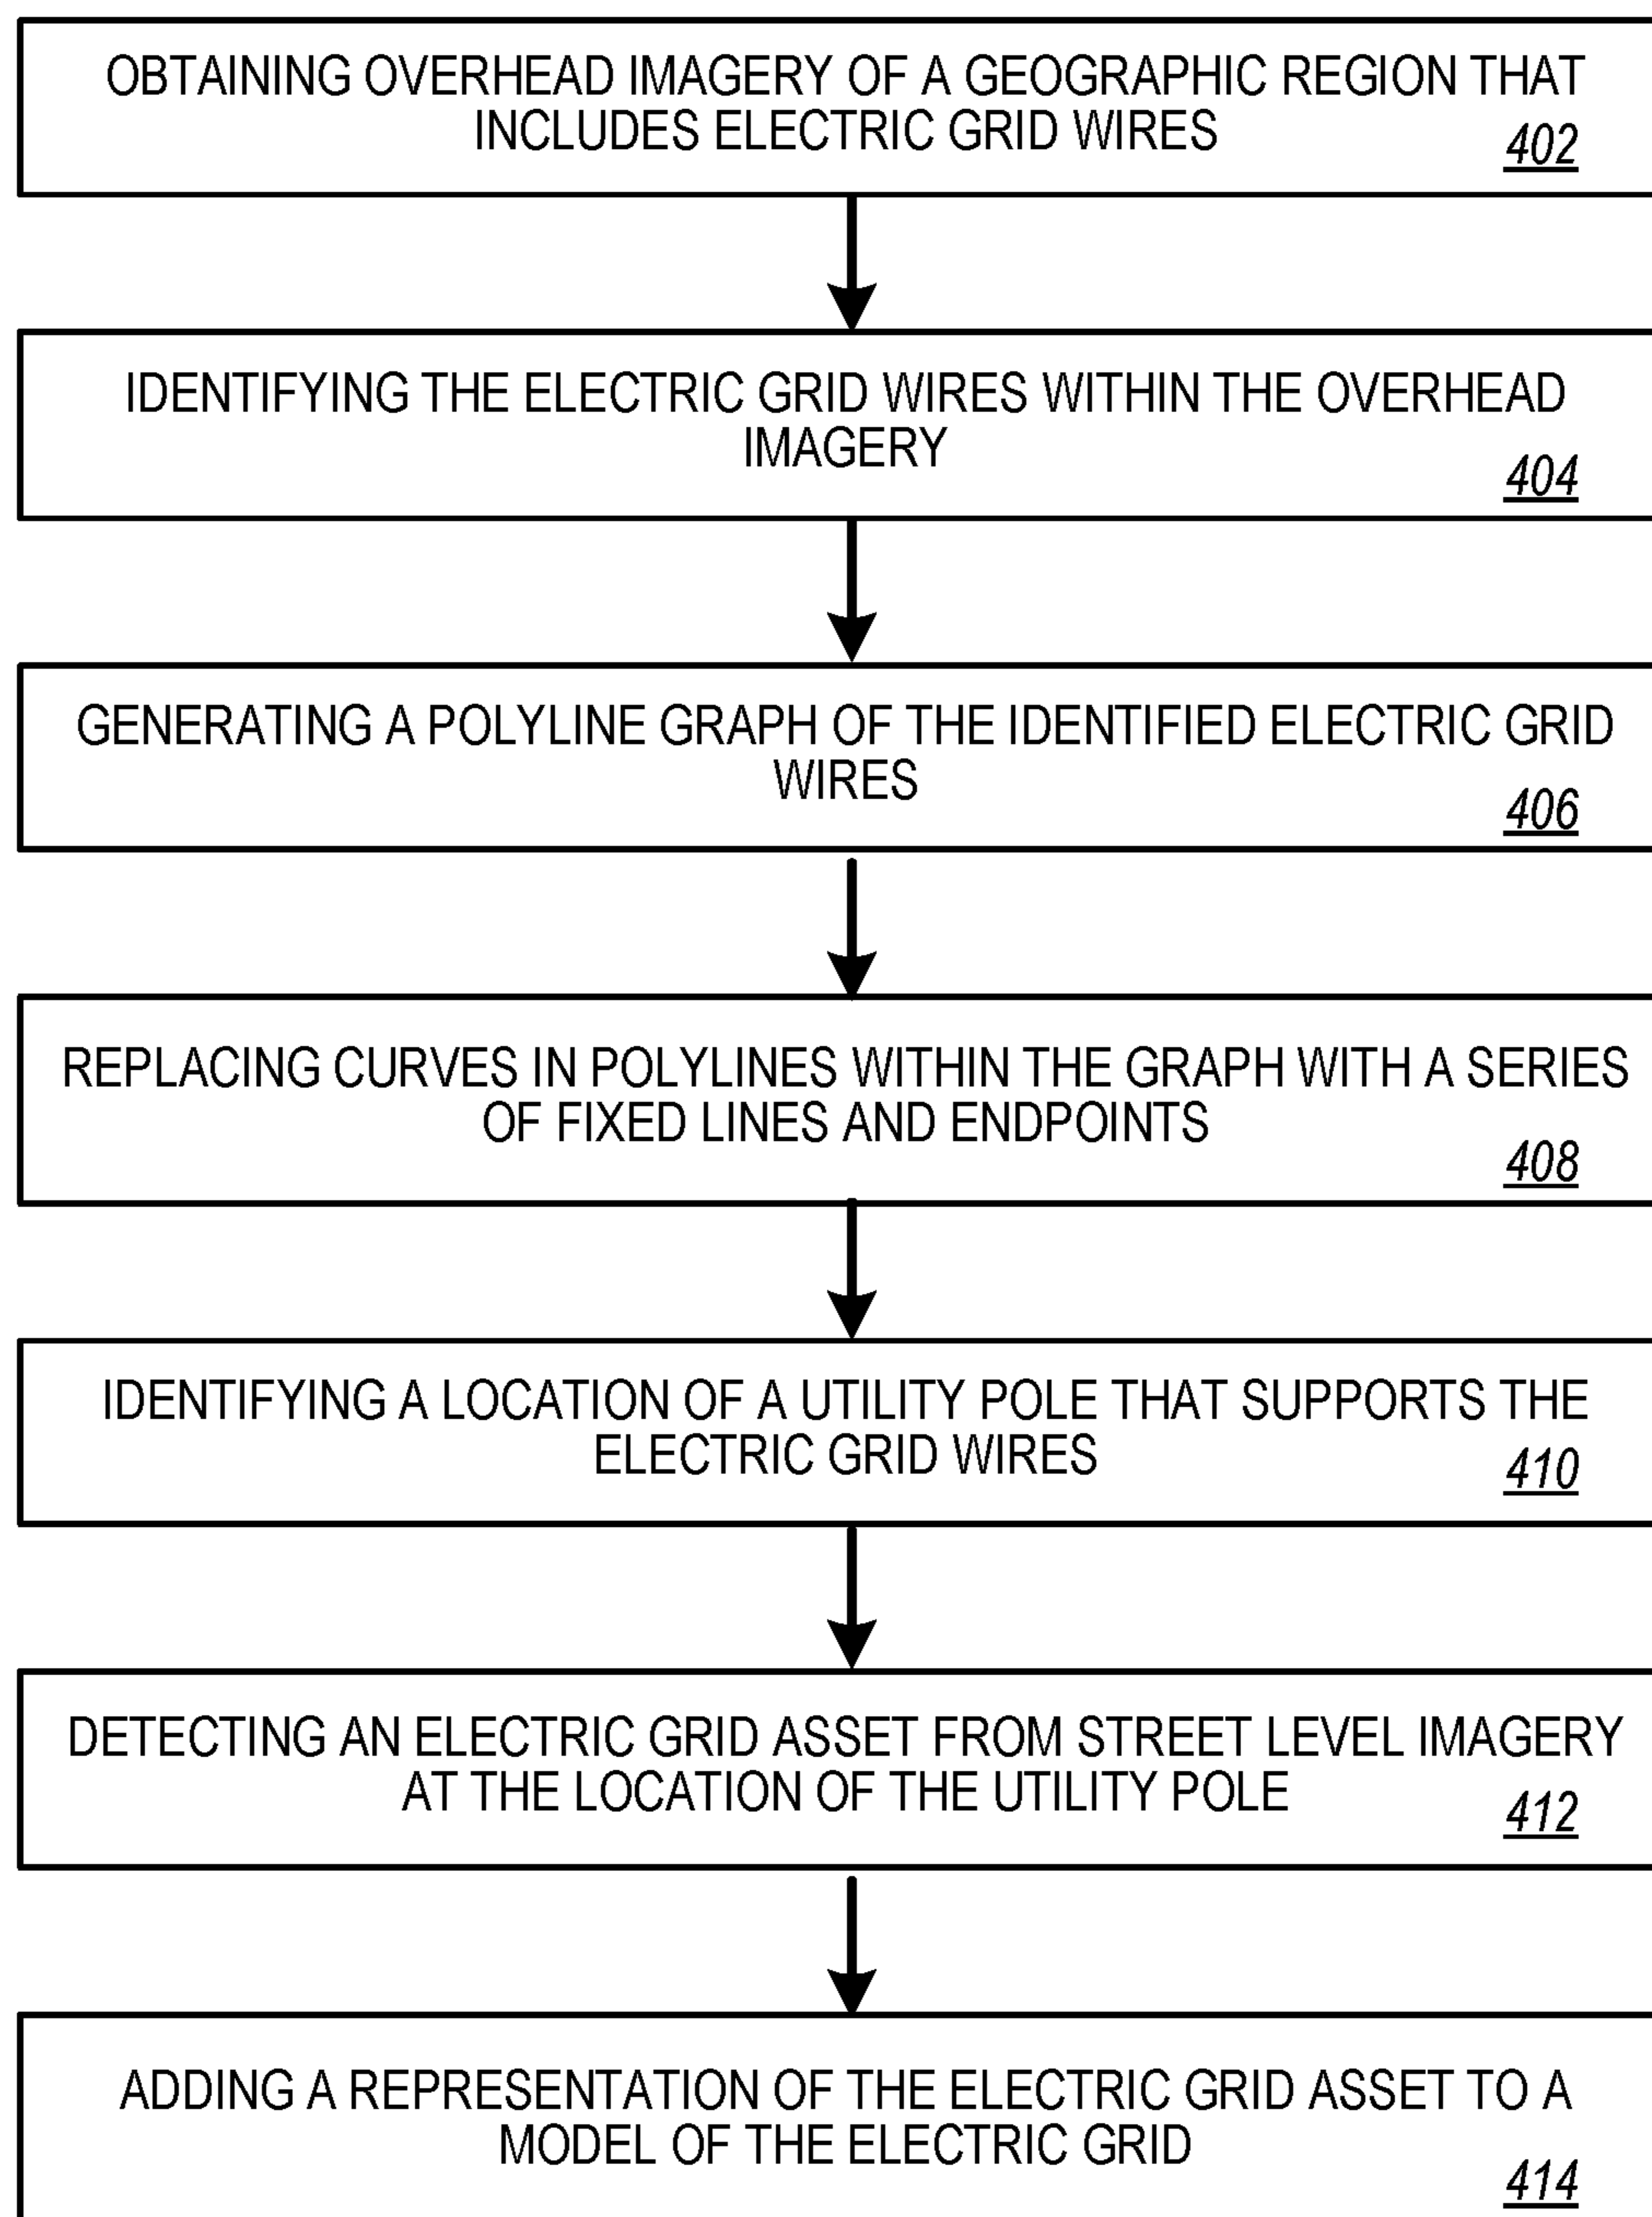 OBTAINING OVERHEAD IMAGERY OF A GEOGRAPHIC REGION THAT
INCLUDES ELECTRIC GRID WIRES
402
IDENTIFYING THE ELECTRIC GRID WIRES WITHIN THE OVERHEAD
IMAGERY
404
GENERATING A POLYLINE GRAPH OF THE IDENTIFIED ELECTRIC GRID
WIRES
406
REPLACING CURVES IN POLYLINES WITHIN THE GRAPH WITH A SERIES
OF FIXED LINES AND ENDPOINTS
408
IDENTIFYING A LOCATION OF A UTILITY POLE THAT SUPPORTS THE
ELECTRIC GRID WIRES
410
DETECTING AN ELECTRIC GRID ASSET FROM STREET LEVEL IMAGERY
AT THE LOCATION OF THE UTILITY POLE
412
ADDING A REPRESENTATION OF THE ELECTRIC GRID ASSET TO A
MODEL OF THE ELECTRIC GRID
414